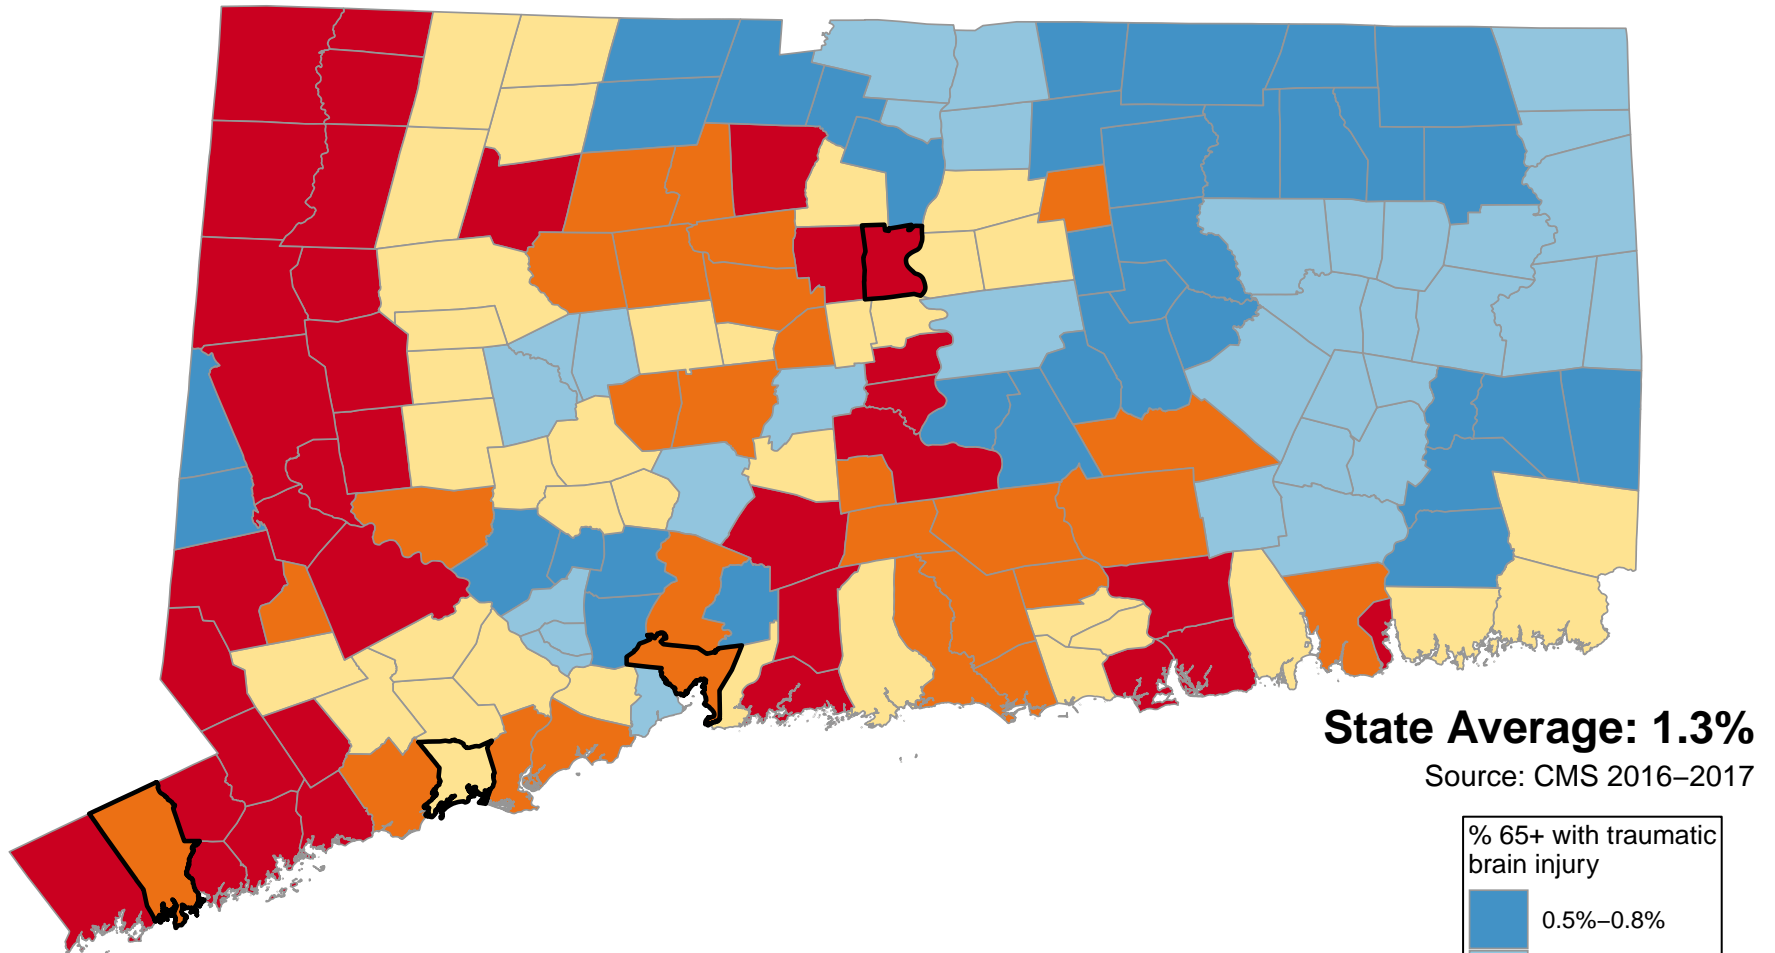 State Average: 1.3%
Source: CMS 2016–2017
% 65+ with traumatic
brain injury
0.5%–0.8%